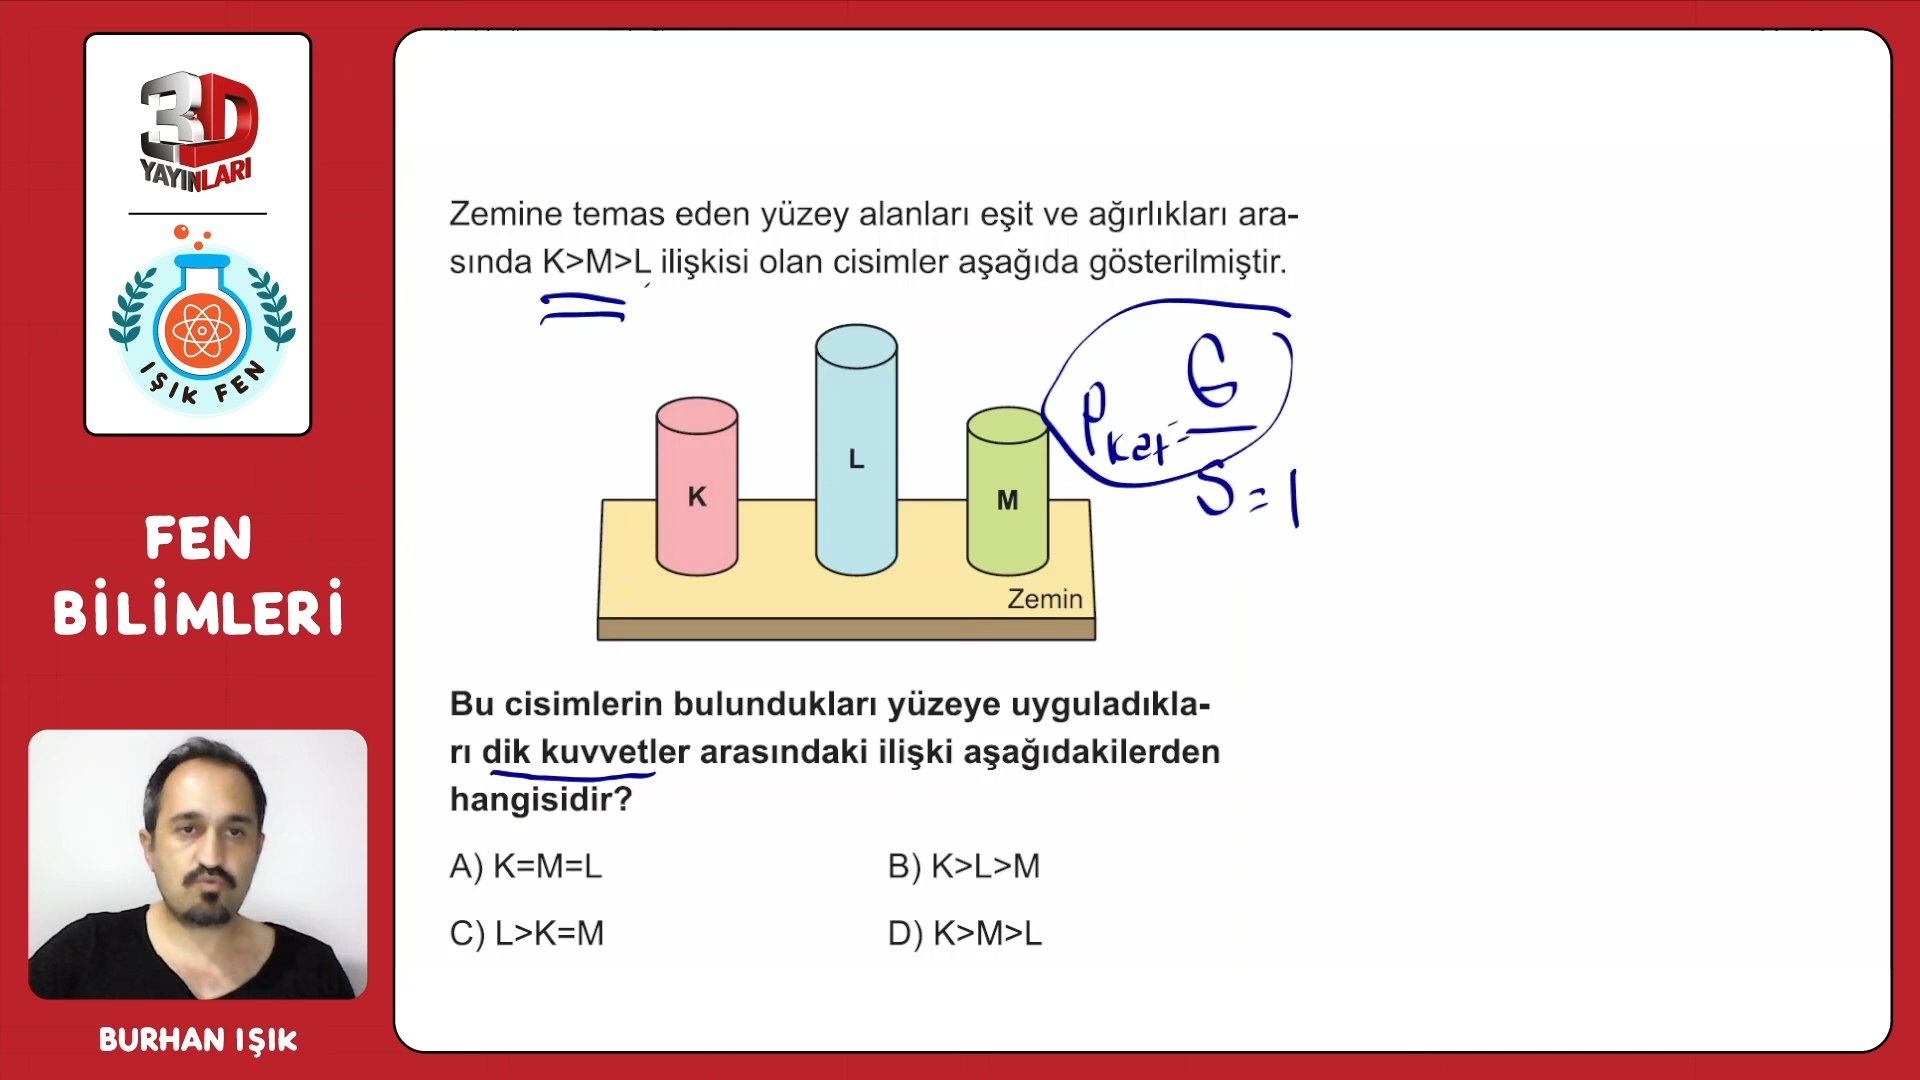 3D
YAYINLARI
IŞIK FEN
FEN
BİLİMLERİ
BURHAN IŞIK
Zemine temas eden yüzey alanları eşit ve ağırlıkları ara-
sında K>M>L ilişkisi olan cisimler aşağıda gösterilmiştir.
K
L
M
Zemin
Pkat = G
S = 1
Bu cisimlerin bulundukları yüzeye uyguladıkla-
rı dik kuvvetler arasındaki ilişki aşağıdakilerden
hangisidir?
A) K=M=L
B) K>L>M
C) L>K=M
D) K>M>L